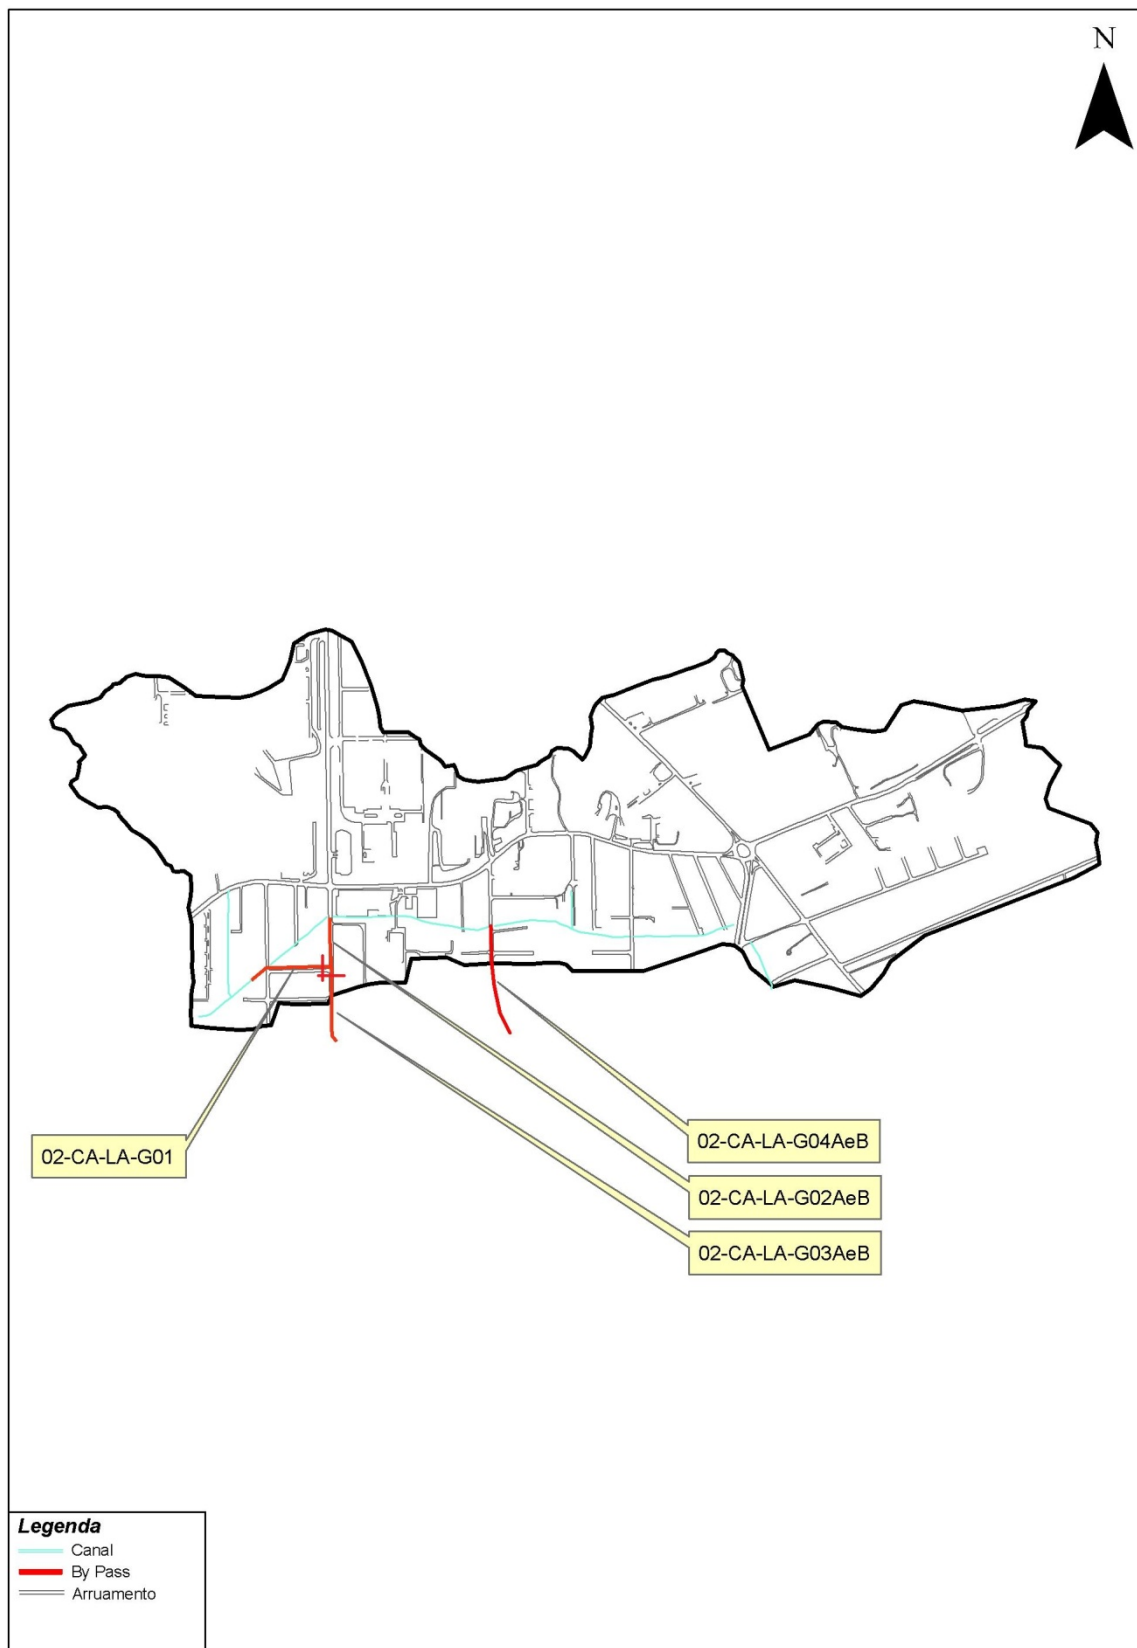 N
02-CA-LA-G04AeB
02-CA-LA-G01
02-CA-LA-G02AeB
02-CA-LA-G03AeB
Legenda
Canal
By Pass
Arruamento